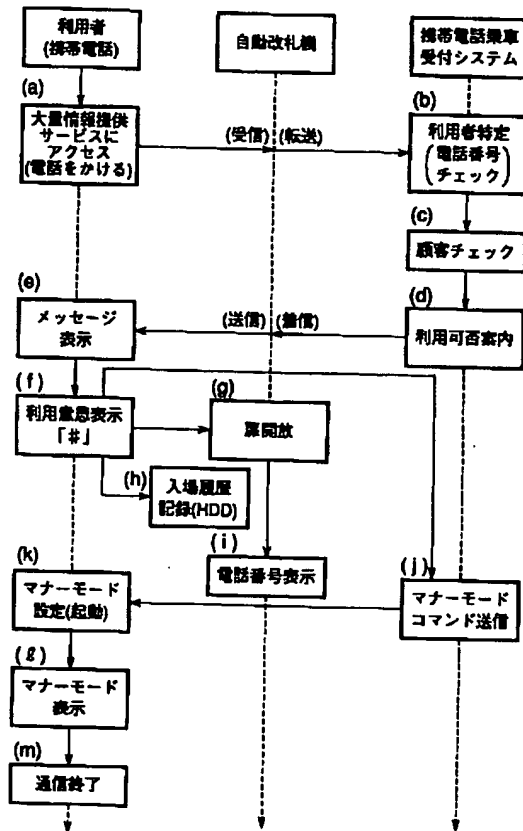 利用者
(携帯電話)
自動改札機
携帯電話乗車
受付システム
(a)
大量情報提供
サービスに
アクセス
(電話をかける)
(受信)
(転送)
(b)
利用者特定
(電話番号
チェック)
(c)
顧客チェック
(d)
利用可否案内
(e)
メッセージ
表示
(送信)
(着信)
(f)
利用意思表示
「#」
(g)
扉開放
(h)
入場履歴
記録(HDD)
(i)
電話番号表示
(j)
マナーモード
コマンド送信
(k)
マナーモード
設定(起動)
(ℓ)
マナーモード
表示
(m)
通信終了